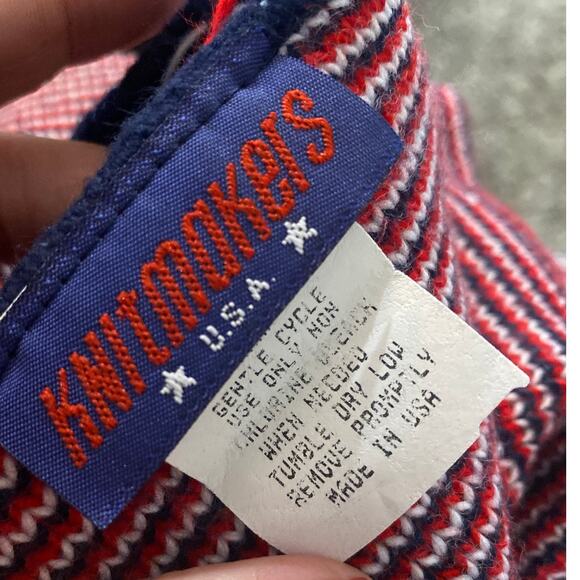 KNITMAKERS
U.S.A.
GENTLE CYCLE
USE ONLY NON
CHLORINE BLEACH
WHEN NEEDED
TUMBLE DRY LOW
REMOVE PROMPTLY
MADE IN USA